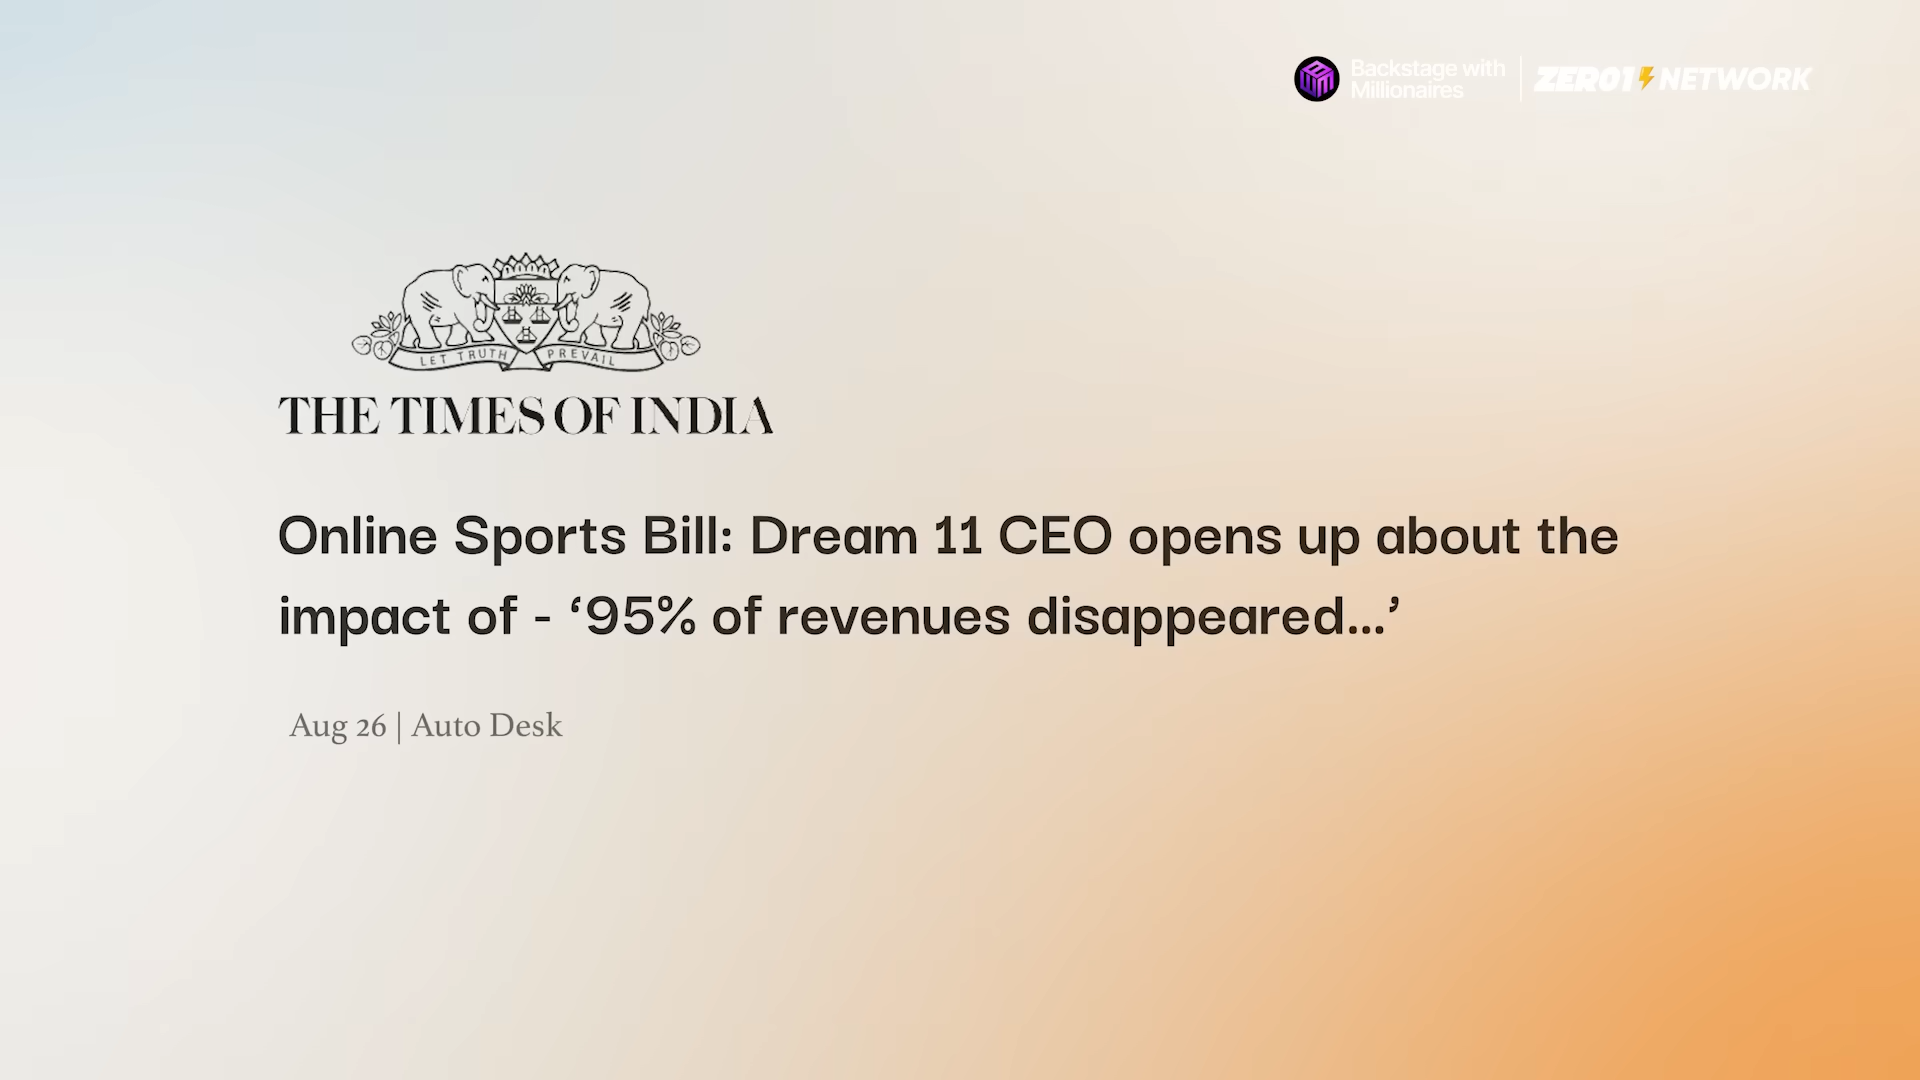 Backstage with
Millionaires
ZERO1 NETWORK
LET TRUTH PREVAIL
THE TIMES OF INDIA
Online Sports Bill: Dream 11 CEO opens up about the
impact of - ‘95% of revenues disappeared...’
Aug 26 | Auto Desk